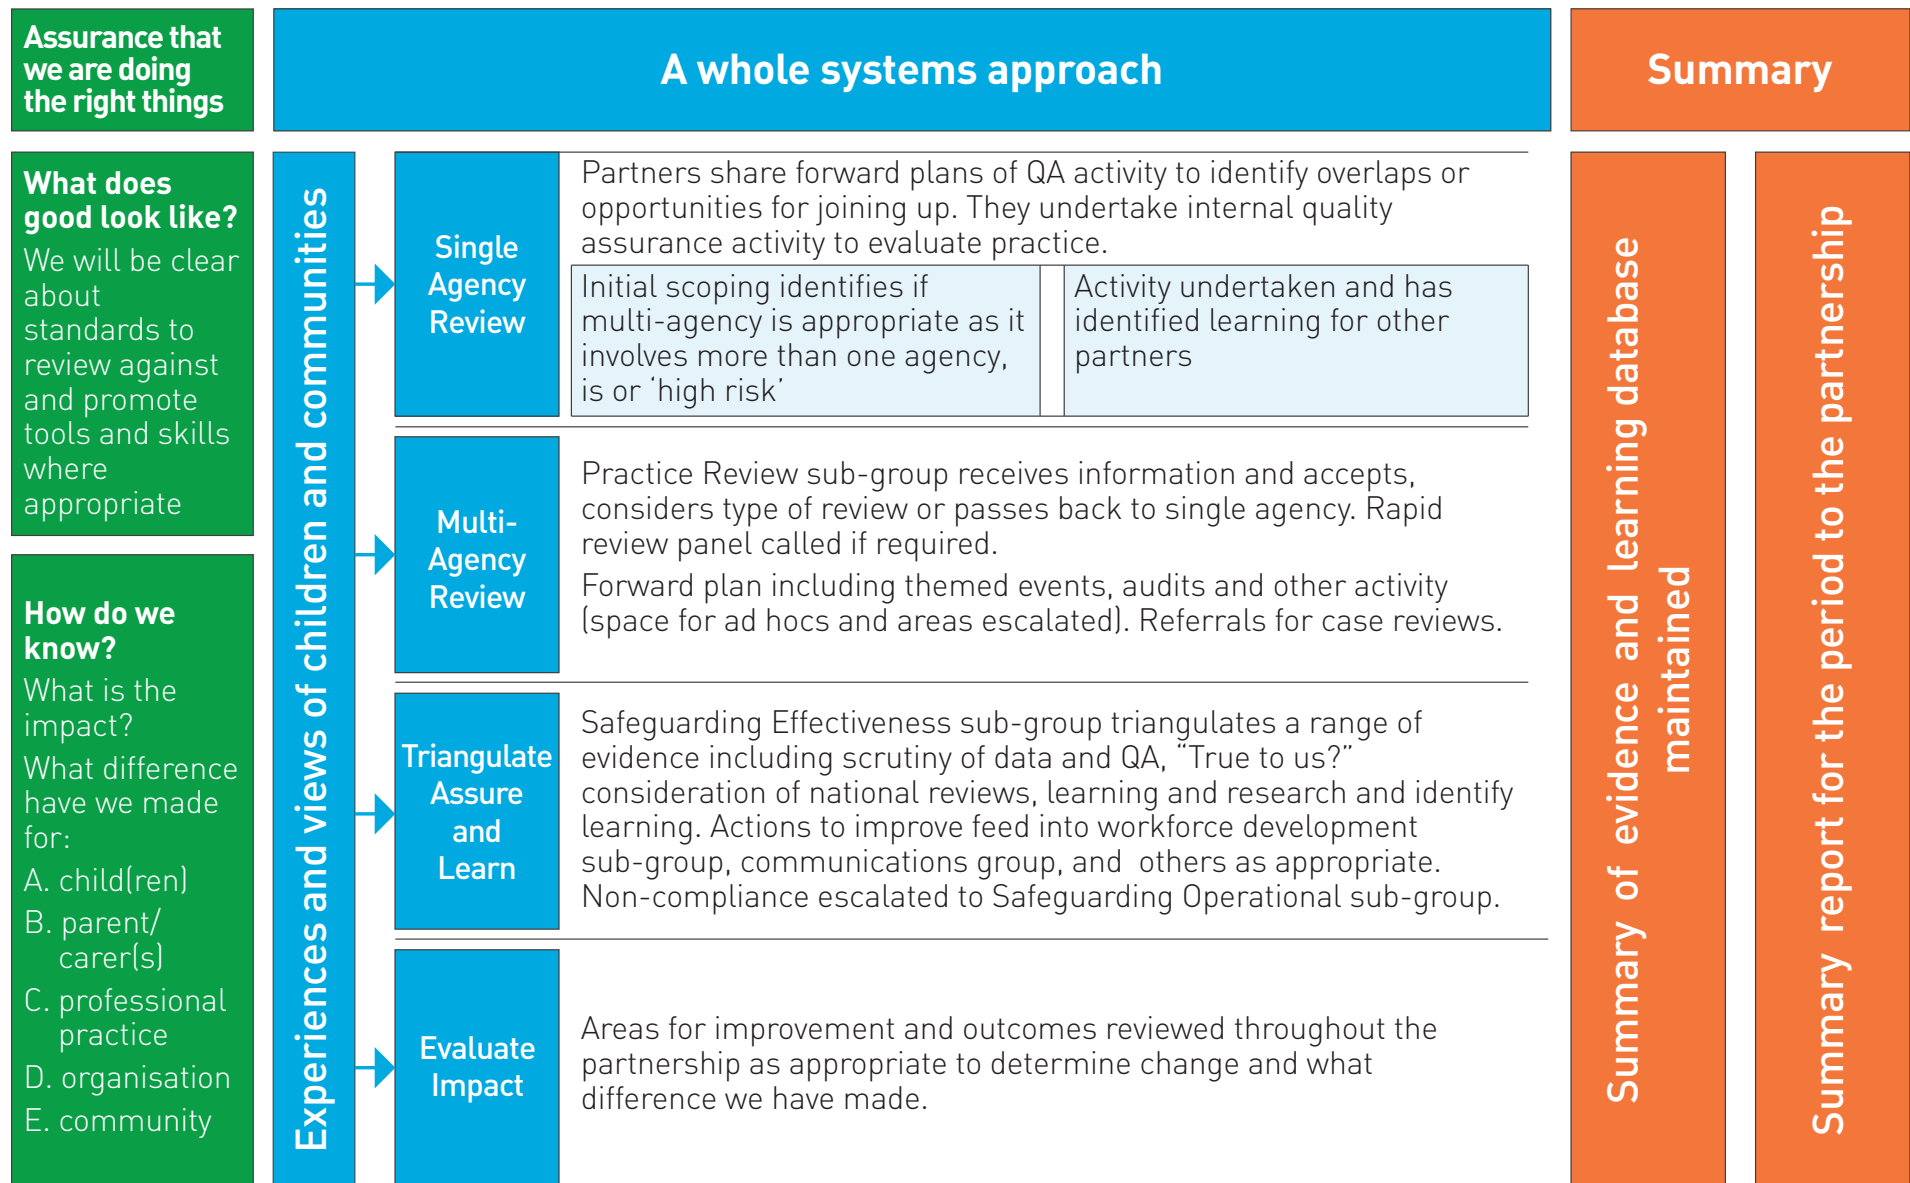 Assurance that
we are doing
the right things
A whole systems approach
Summary
What does
good look like?
We will be clear
about
standards to
review against
and promote
tools and skills
where
appropriate
How do we
know?
What is the
impact?
What difference
have we made
for:
A. child(ren)
B. parent/
carer(s)
C. professional
practice
D. organisation
E. community
Experiences and views of children and communities
Single
Agency
Review
Partners share forward plans of QA activity to identify overlaps or
opportunities for joining up. They undertake internal quality
assurance activity to evaluate practice.
Initial scoping identifies if
multi-agency is appropriate as it
involves more than one agency,
is or ‘high risk’
Activity undertaken and has
identified learning for other
partners
Multi-
Agency
Review
Practice Review sub-group receives information and accepts,
considers type of review or passes back to single agency. Rapid
review panel called if required.
Forward plan including themed events, audits and other activity
(space for ad hocs and areas escalated). Referrals for case reviews.
Triangulate
Assure
and
Learn
Safeguarding Effectiveness sub-group triangulates a range of
evidence including scrutiny of data and QA, “True to us?”
consideration of national reviews, learning and research and identify
learning. Actions to improve feed into workforce development
sub-group, communications group, and others as appropriate.
Non-compliance escalated to Safeguarding Operational sub-group.
Evaluate
Impact
Areas for improvement and outcomes reviewed throughout the
partnership as appropriate to determine change and what
difference we have made.
Summary of evidence and learning database
maintained
Summary report for the period to the partnership